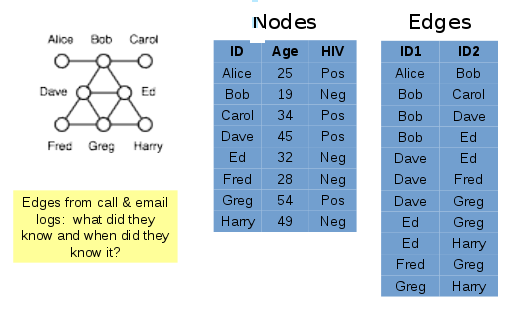 Alice Bob Carol
Dave Ed
Fred Greg Harry
Edges from call & email
logs: what did they
know and when did they
know it?
Nodes
ID Age HIV
Alice 25 Pos
Bob 19 Neg
Carol 34 Pos
Dave 45 Pos
Ed 32 Neg
Fred 28 Neg
Greg 54 Pos
Harry 49 Neg
Edges
ID1 ID2
Alice Bob
Bob Carol
Bob Dave
Bob Ed
Dave Ed
Dave Fred
Dave Greg
Ed Greg
Ed Harry
Fred Greg
Greg Harry